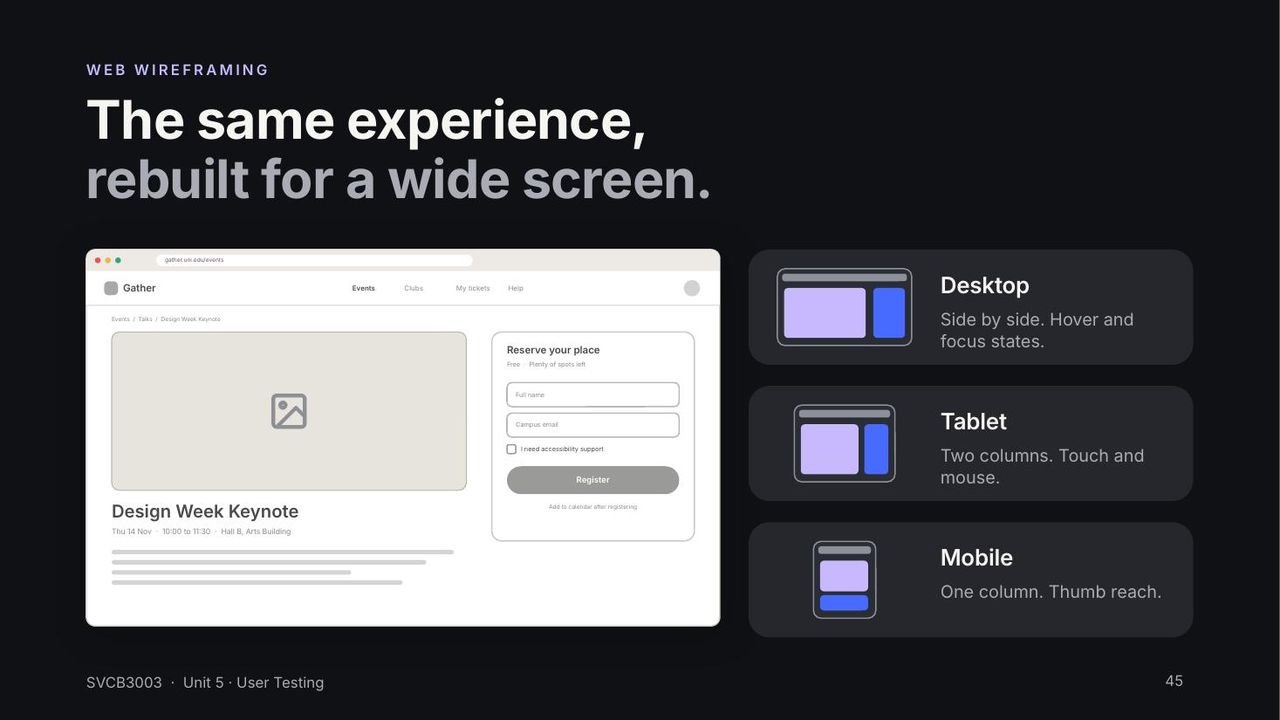 WEB WIREFRAMING
The same experience,
rebuilt for a wide screen.
gather.uni.edu/events
Gather
Events
Clubs
My tickets
Help
Events / Talks / Design Week Keynote
Design Week Keynote
Thu 14 Nov · 10:00 to 11:30 · Hall B, Arts Building
Reserve your place
Free · Plenty of spots left
Full name
Campus email
I need accessibility support
Register
Add to calendar after registering
Desktop
Side by side. Hover and
focus states.
Tablet
Two columns. Touch and
mouse.
Mobile
One column. Thumb reach.
SVCB3003 · Unit 5 · User Testing
45